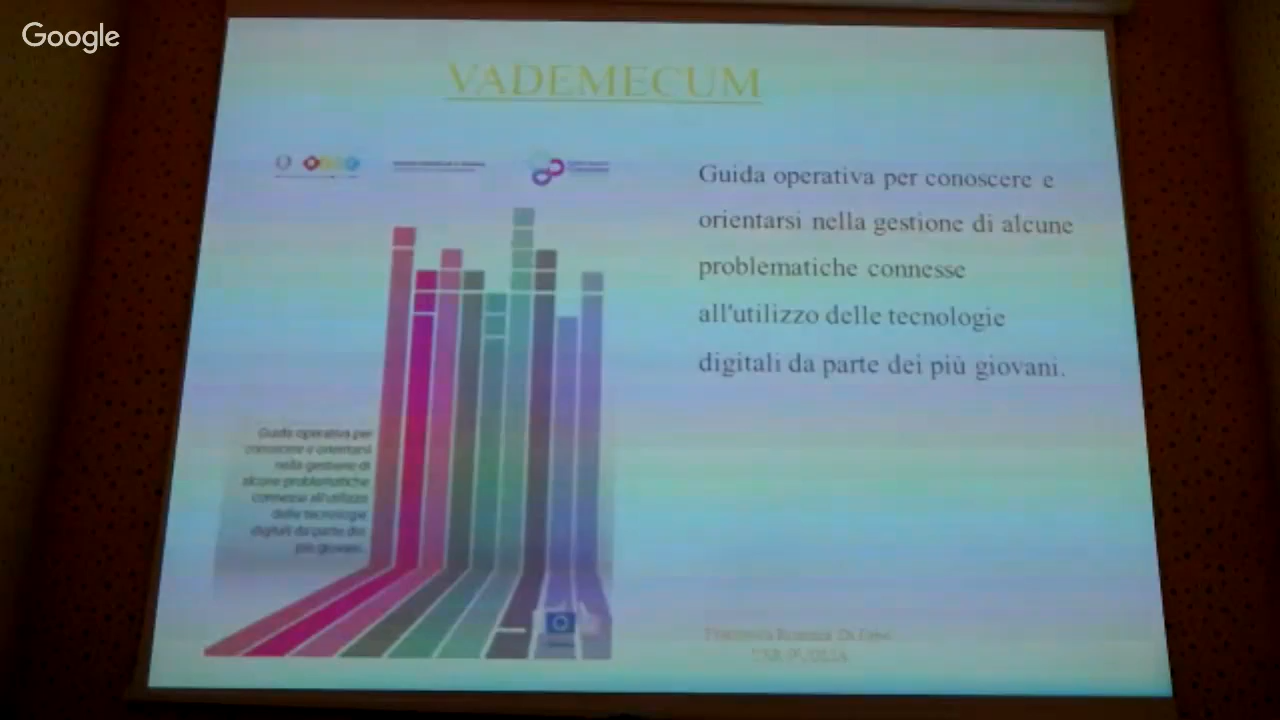 Google
VADEMECUM
Guida operativa per conoscere e
orientarsi nella gestione di alcune
problematiche connesse
all'utilizzo delle tecnologie
digitali da parte dei più giovani.
Guida operativa per
conoscere e orientarsi
nella gestione di
alcune problematiche
connesse all'utilizzo
delle tecnologie
digitali da parte dei
più giovani.